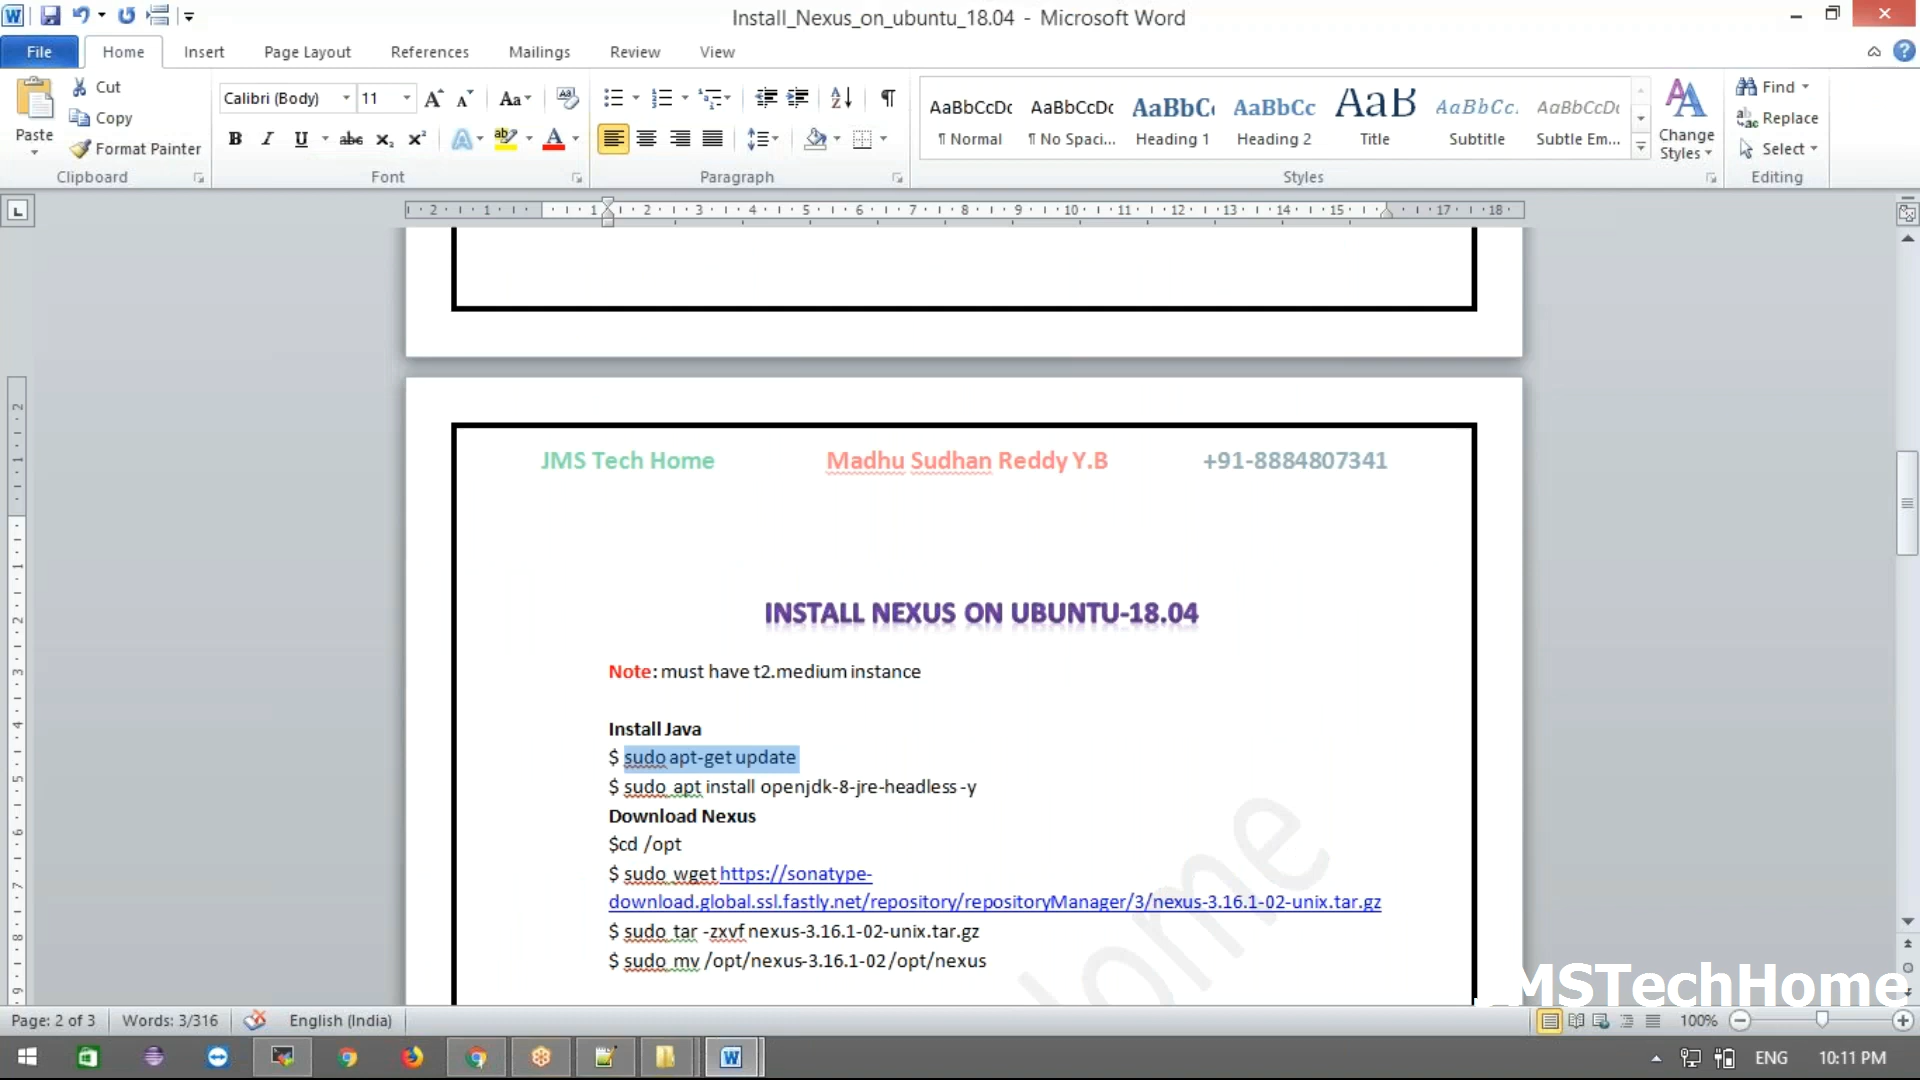 Install_Nexus_on_ubuntu_18.04 - Microsoft Word
File Home Insert Page Layout References Mailings Review View
Paste
Cut
Copy
Format Painter
Clipboard
Calibri (Body) 11
Font
Paragraph
AaBbCcDc AaBbCcDc AaBbC AaBbCc AaB AaBbCc. AaBbCcDc
¶ Normal ¶ No Spaci... Heading 1 Heading 2 Title Subtitle Subtle Em...
Change Styles
Styles
Find
Replace
Select
Editing
JMS Tech Home Madhu Sudhan Reddy Y.B +91-8884807341
INSTALL NEXUS ON UBUNTU-18.04
Note: must have t2.medium instance
Install Java
$ sudo apt-get update
$ sudo apt install openjdk-8-jre-headless -y
Download Nexus
$cd /opt
$ sudo wget https://sonatype-
download.global.ssl.fastly.net/repository/repositoryManager/3/nexus-3.16.1-02-unix.tar.gz
$ sudo tar -zxvf nexus-3.16.1-02-unix.tar.gz
$ sudo mv /opt/nexus-3.16.1-02 /opt/nexus
Home
JMSTechHome
Page: 2 of 3 Words: 3/316 English (India) 100%
ENG 10:11 PM